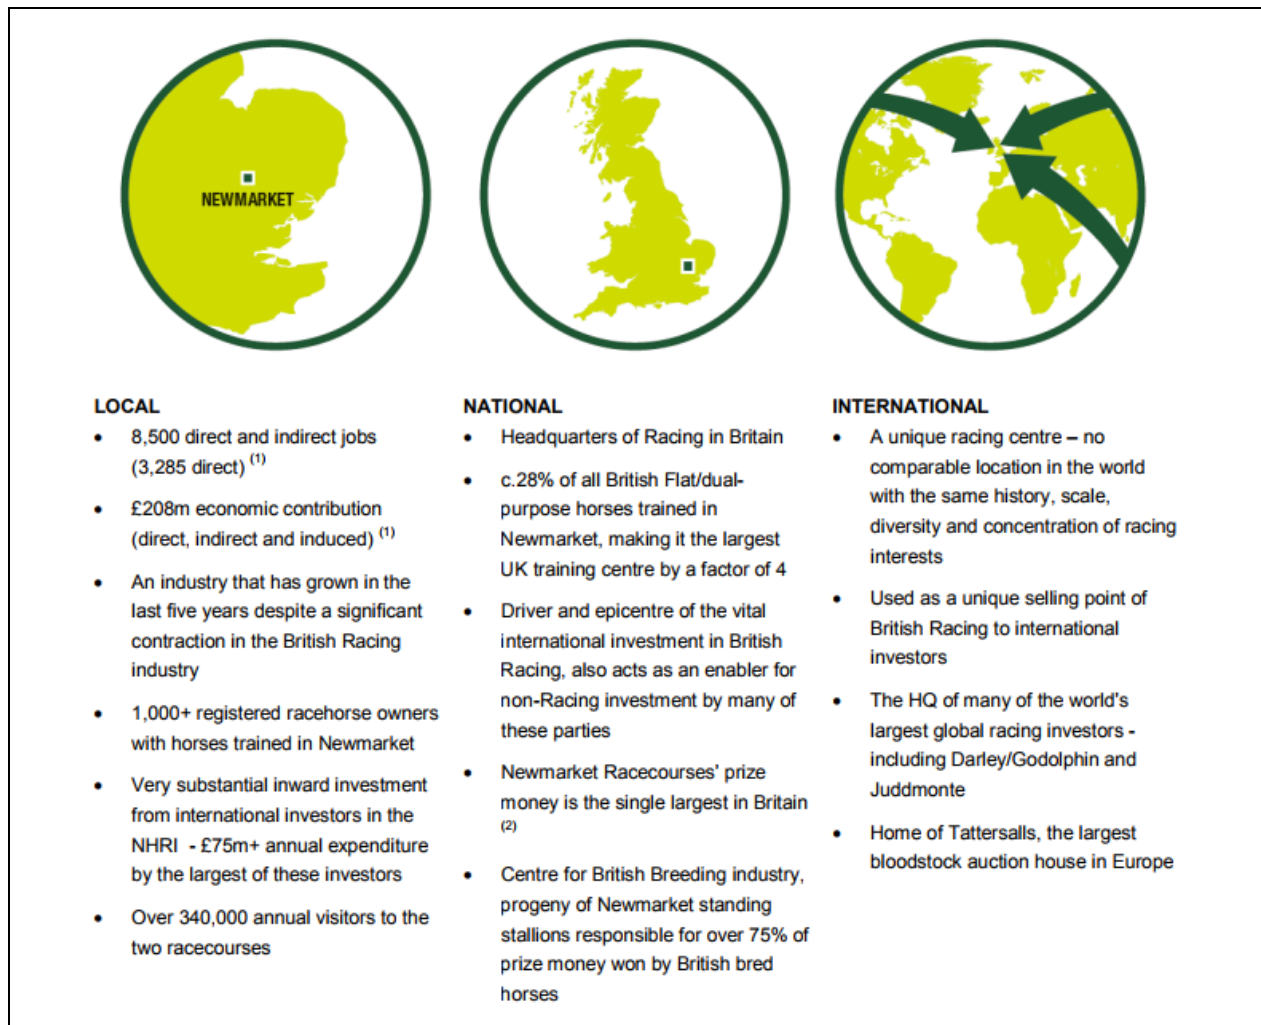 NEWMARKET
LOCAL
• 8,500 direct and indirect jobs
(3,285 direct) (1)
• £208m economic contribution
(direct, indirect and induced) (1)
• An industry that has grown in the
last five years despite a significant
contraction in the British Racing
industry
• 1,000+ registered racehorse owners
with horses trained in Newmarket
• Very substantial inward investment
from international investors in the
NHRI - £75m+ annual expenditure
by the largest of these investors
• Over 340,000 annual visitors to the
two racecourses
NATIONAL
• Headquarters of Racing in Britain
• c.28% of all British Flat/dual-
purpose horses trained in
Newmarket, making it the largest
UK training centre by a factor of 4
• Driver and epicentre of the vital
international investment in British
Racing, also acts as an enabler for
non-Racing investment by many of
these parties
• Newmarket Racecourses' prize
money is the single largest in Britain
(2)
• Centre for British Breeding industry,
progeny of Newmarket standing
stallions responsible for over 75% of
prize money won by British bred
horses
INTERNATIONAL
• A unique racing centre – no
comparable location in the world
with the same history, scale,
diversity and concentration of racing
interests
• Used as a unique selling point of
British Racing to international
investors
• The HQ of many of the world's
largest global racing investors -
including Darley/Godolphin and
Juddmonte
• Home of Tattersalls, the largest
bloodstock auction house in Europe